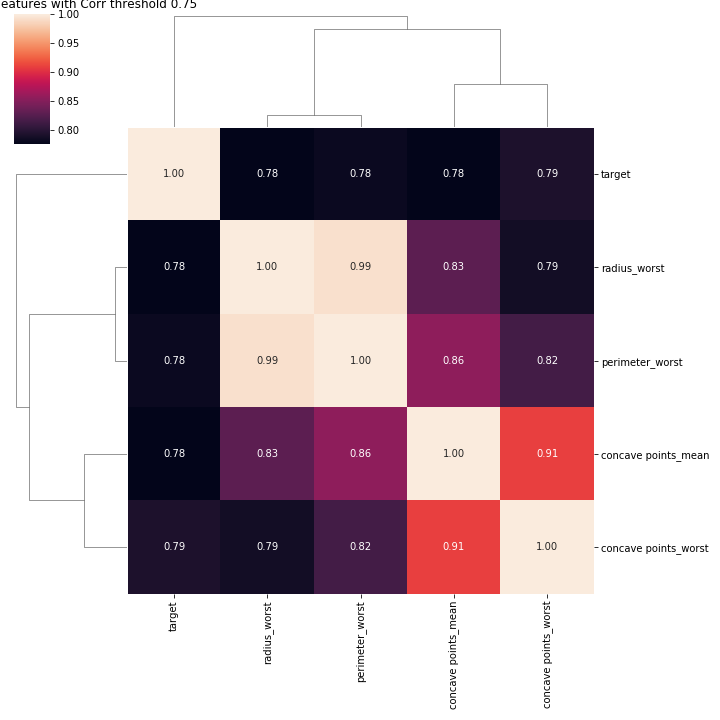 eatures with Corr threshold 0.75
1.00
0.95
0.90
0.85
0.80
1.00 0.78 0.78 0.78 0.79 target
0.78 1.00 0.99 0.83 0.79 radius_worst
0.78 0.99 1.00 0.86 0.82 perimeter_worst
0.78 0.83 0.86 1.00 0.91 concave points_mean
0.79 0.79 0.82 0.91 1.00 concave points_worst
target
radius_worst
perimeter_worst
concave points_mean
concave points_worst